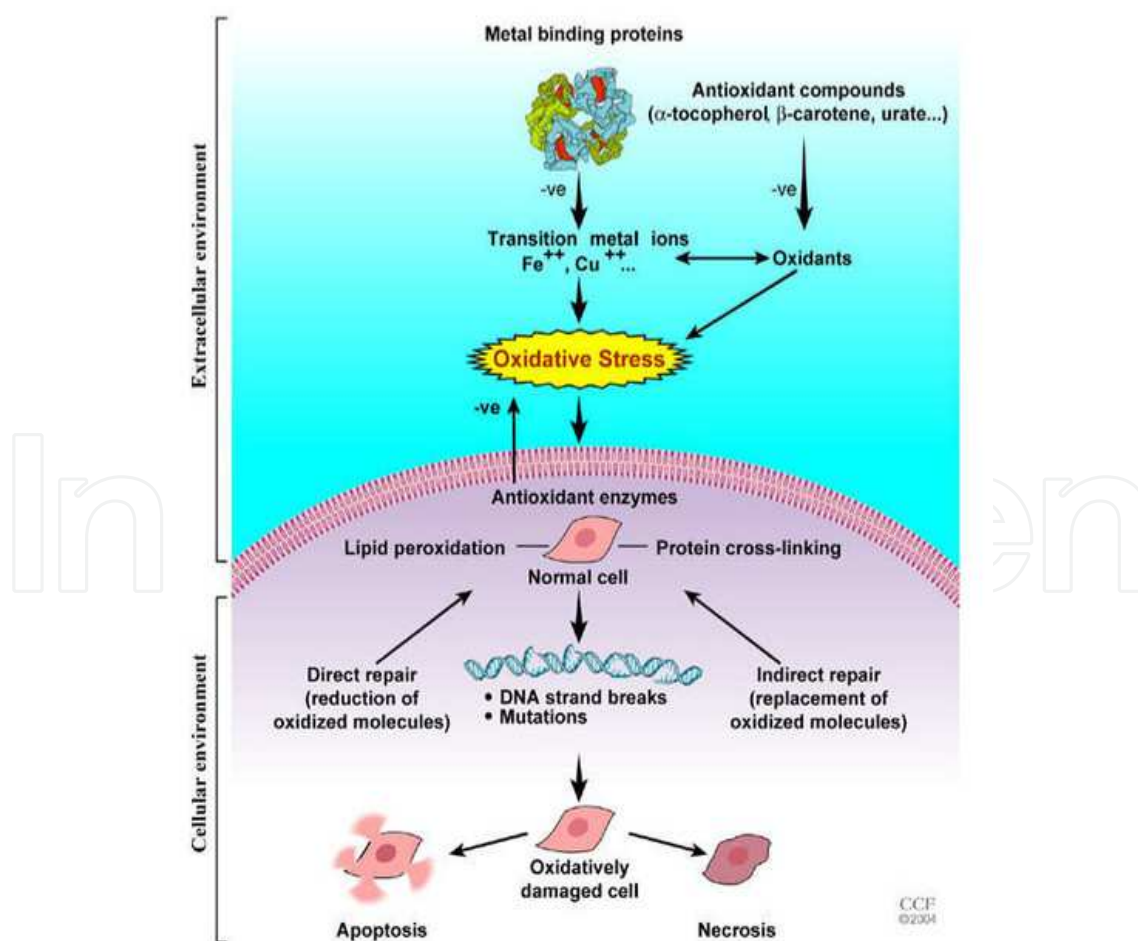 Metal binding proteins
Antioxidant compounds
(α-tocopherol, β-carotene, urate...)
-ve
-ve
Transition metal ions
Fe++, Cu++...
Oxidants
Oxidative Stress
-ve
Extracellular environment
Antioxidant enzymes
Lipid peroxidation
Protein cross-linking
Normal cell
Direct repair
(reduction of
oxidized molecules)
• DNA strand breaks
• Mutations
Indirect repair
(replacement of
oxidized molecules)
Cellular environment
Oxidatively
damaged cell
Apoptosis
Necrosis
CCF
©2004
In
en